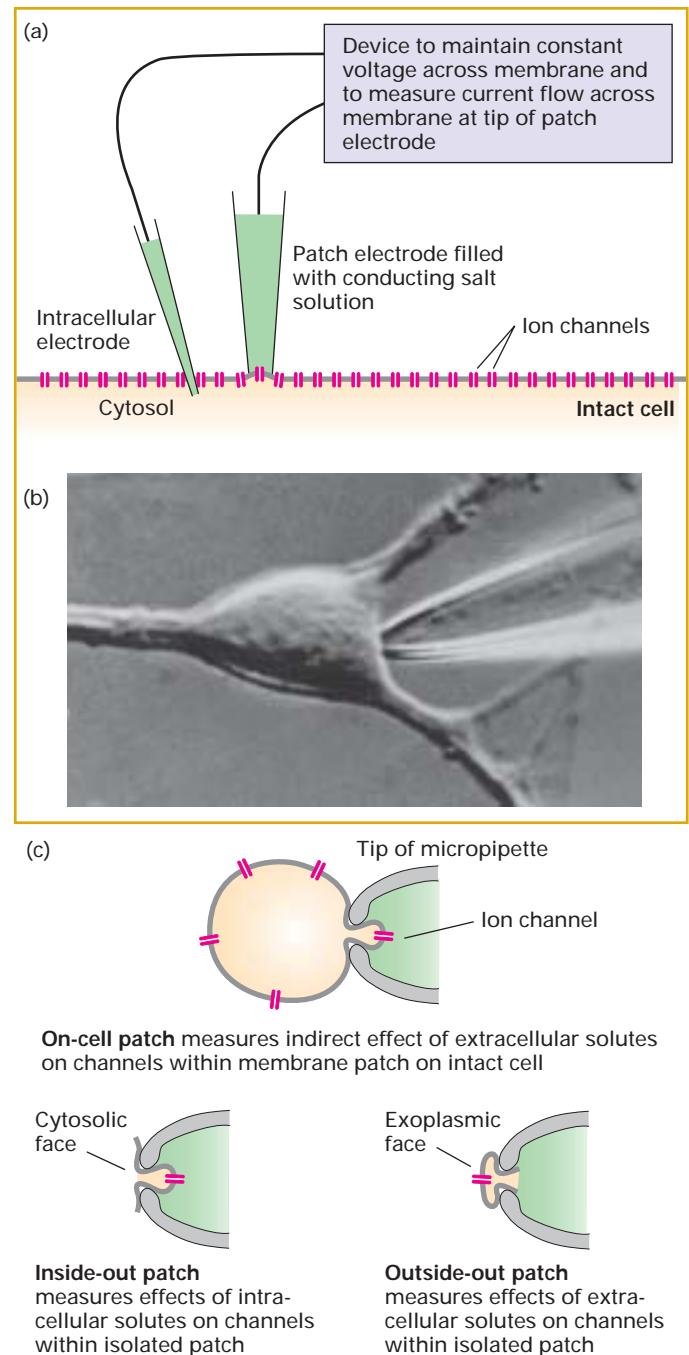 (a)
Device to maintain constant
voltage across membrane and
to measure current flow across
membrane at tip of patch
electrode
Patch electrode filled
with conducting salt
solution
Intracellular
electrode
Ion channels
Cytosol
Intact cell
(b)
(c)
Tip of micropipette
Ion channel
On-cell patch measures indirect effect of extracellular solutes
on channels within membrane patch on intact cell
Cytosolic
face
Inside-out patch
measures effects of intra-
cellular solutes on channels
within isolated patch
Exoplasmic
face
Outside-out patch
measures effects of extra-
cellular solutes on channels
within isolated patch